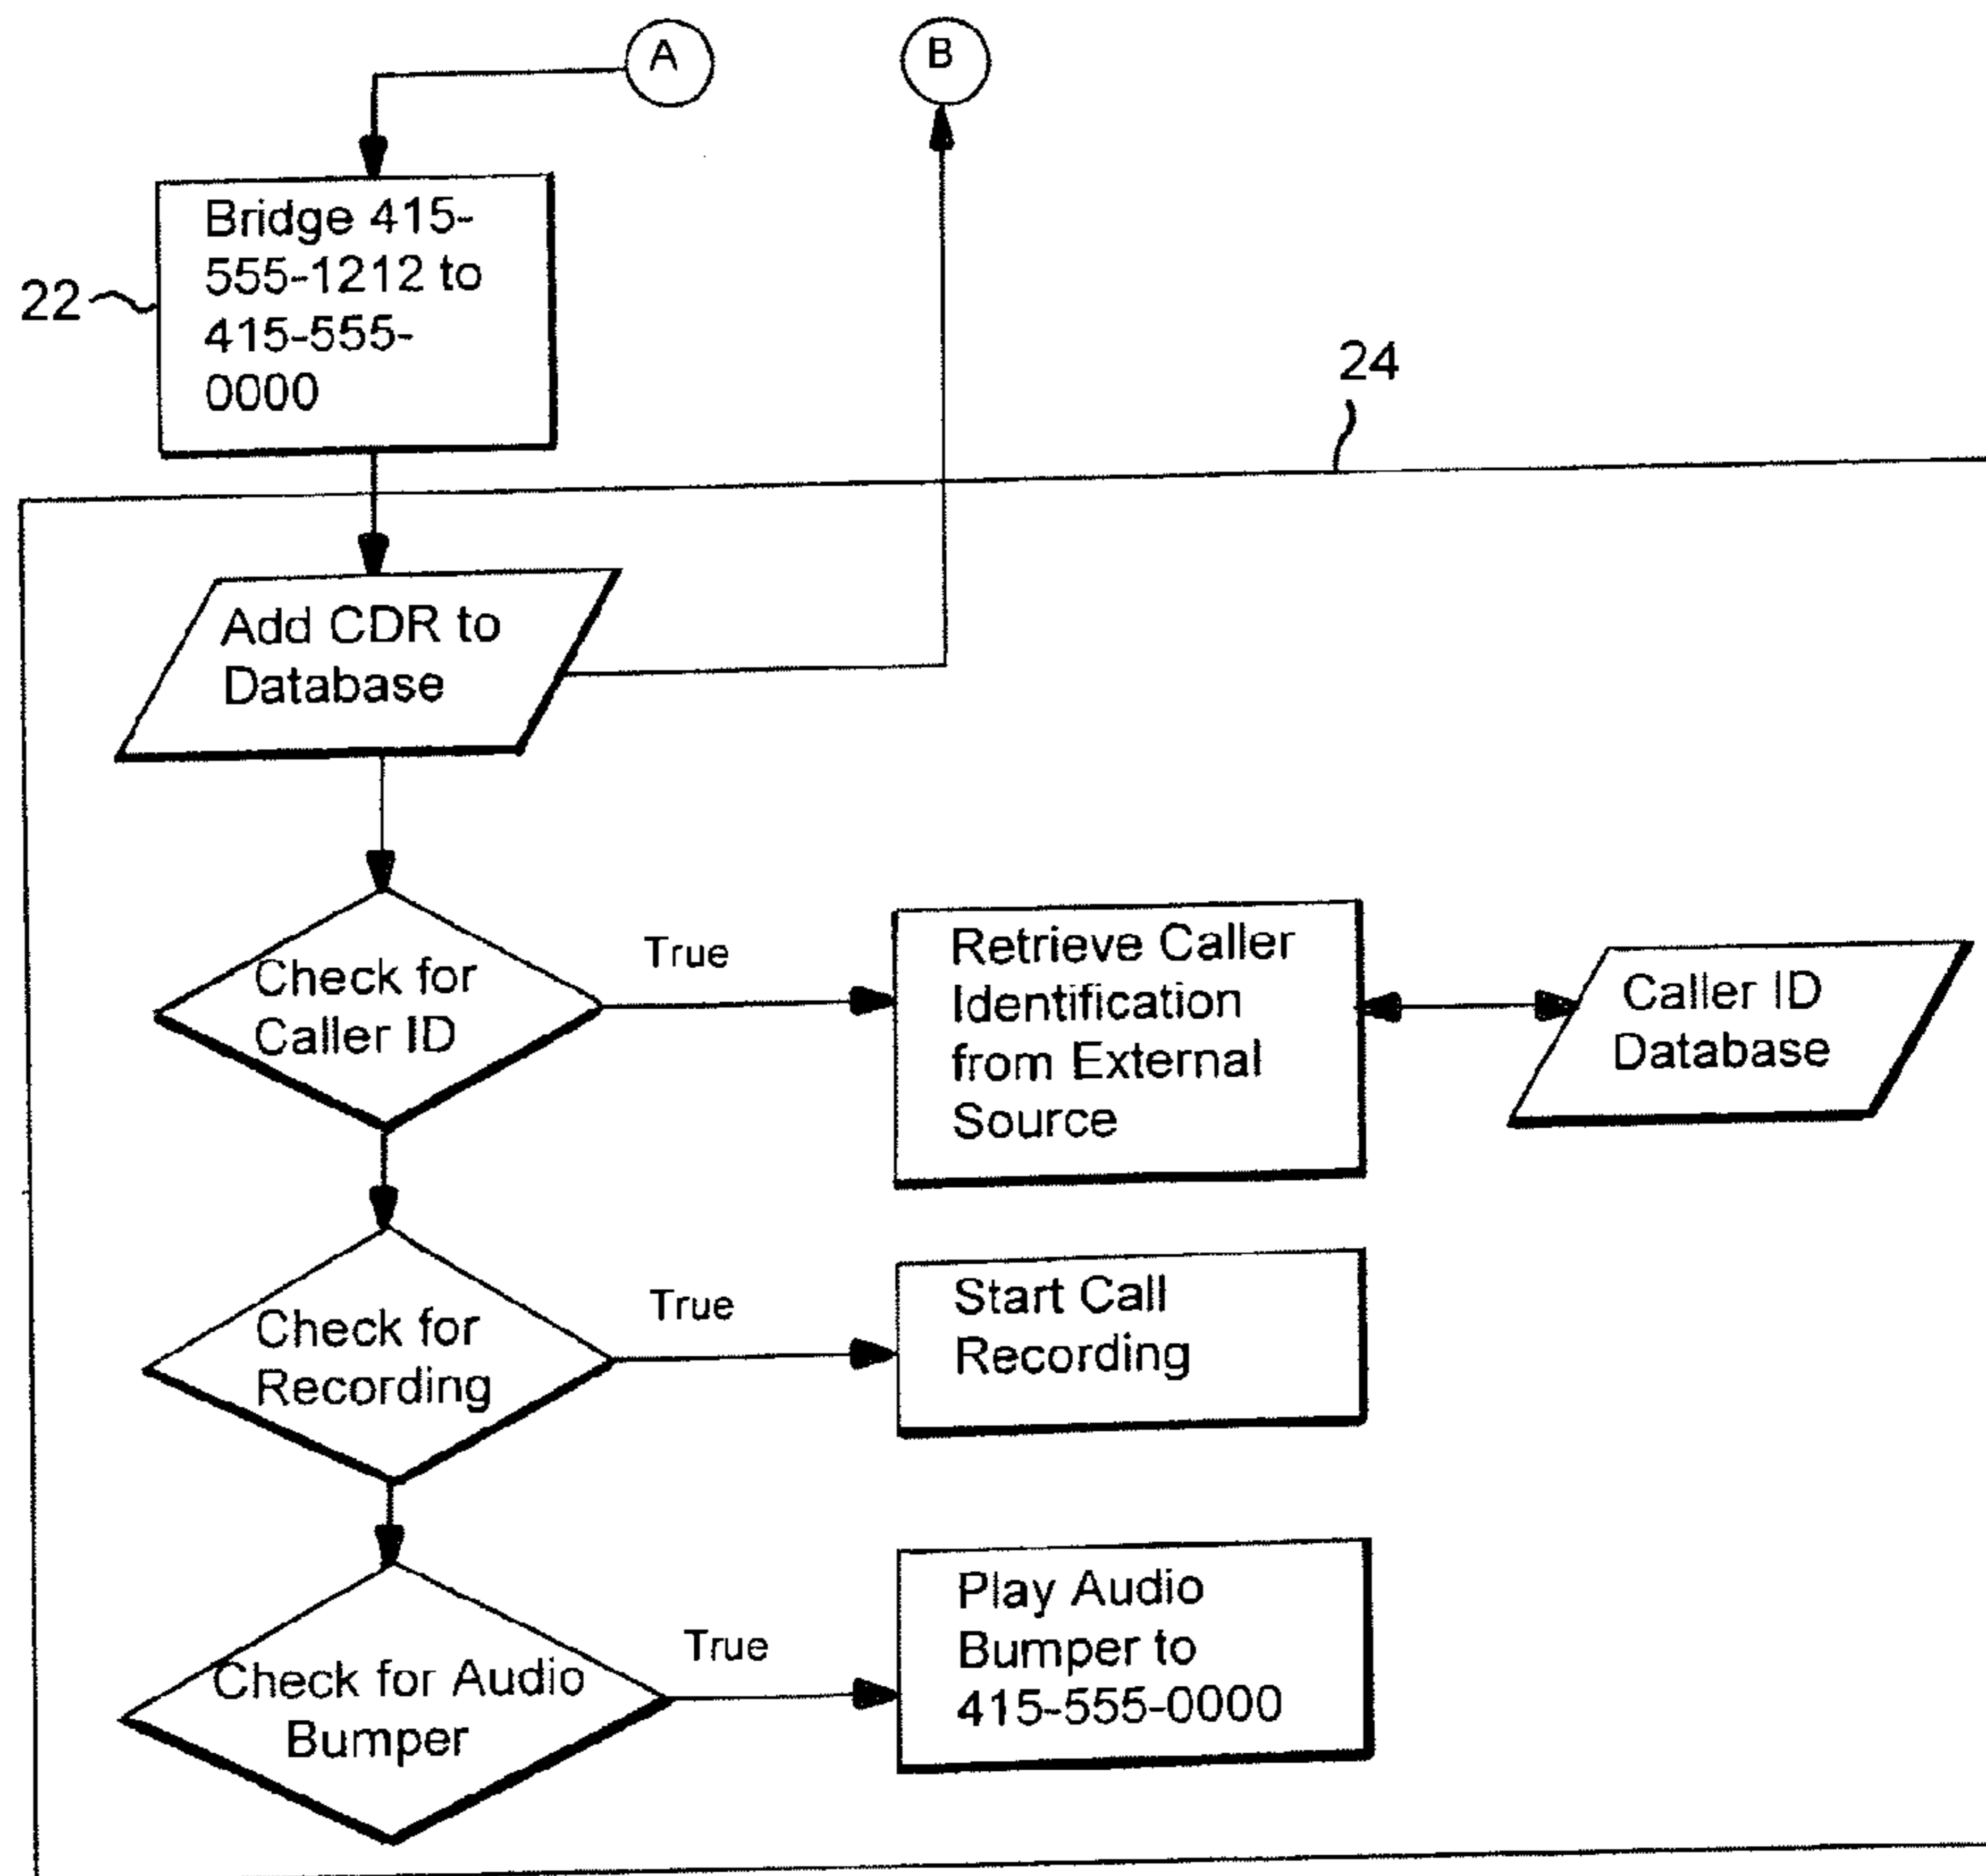 A
B
Bridge 415-
555-1212 to
415-555-
0000
22
24
Add CDR to
Database
Check for
Caller ID
True
Retrieve Caller
Identification
from External
Source
Caller ID
Database
Check for
Recording
True
Start Call
Recording
Check for Audio
Bumper
True
Play Audio
Bumper to
415-555-0000